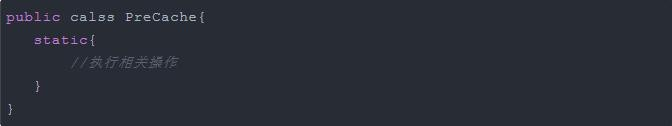 public calss PreCache{
static{
//执行相关操作
}
}